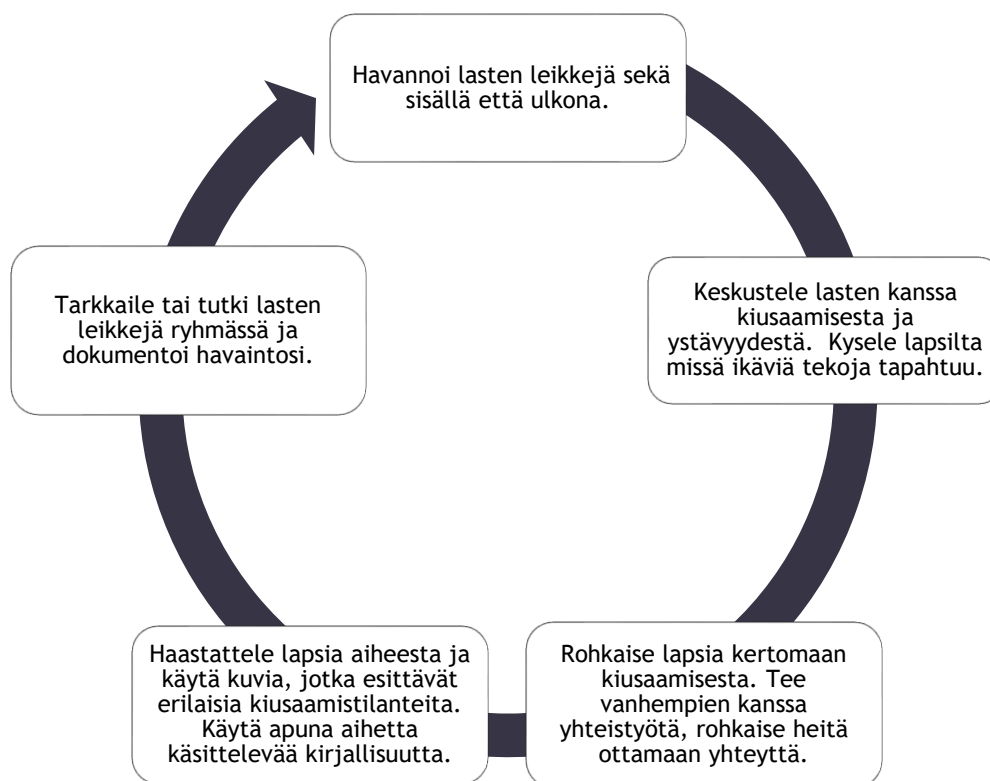 Havannoi lasten leikkejä sekä
sisällä että ulkona.
Keskustele lasten kanssa
kiusaamisesta ja
ystävyydestä. Kysele lapsilta
missä ikäviä tekoja tapahtuu.
Rohkaise lapsia kertomaan
kiusaamisesta. Tee
vanhempien kanssa
yhteistyötä, rohkaise heitä
ottamaan yhteyttä.
Haastattele lapsia aiheesta ja
käytä kuvia, jotka esittävät
erilaisia kiusaamistilanteita.
Käytä apuna aihetta
käsittelevää kirjallisuutta.
Tarkkaile tai tutki lasten
leikkejä ryhmässä ja
dokumentoi havaintosi.